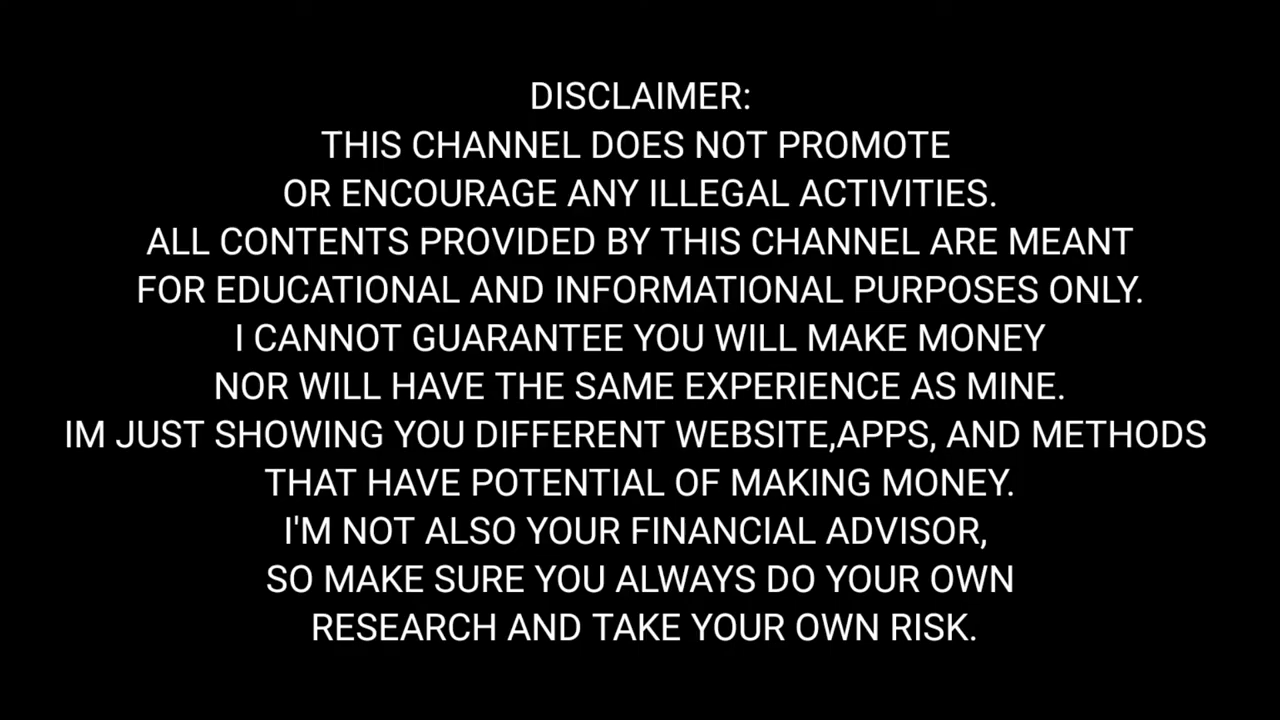 DISCLAIMER:
THIS CHANNEL DOES NOT PROMOTE
OR ENCOURAGE ANY ILLEGAL ACTIVITIES.
ALL CONTENTS PROVIDED BY THIS CHANNEL ARE MEANT
FOR EDUCATIONAL AND INFORMATIONAL PURPOSES ONLY.
I CANNOT GUARANTEE YOU WILL MAKE MONEY
NOR WILL HAVE THE SAME EXPERIENCE AS MINE.
IM JUST SHOWING YOU DIFFERENT WEBSITE,APPS, AND METHODS
THAT HAVE POTENTIAL OF MAKING MONEY.
I'M NOT ALSO YOUR FINANCIAL ADVISOR,
SO MAKE SURE YOU ALWAYS DO YOUR OWN
RESEARCH AND TAKE YOUR OWN RISK.